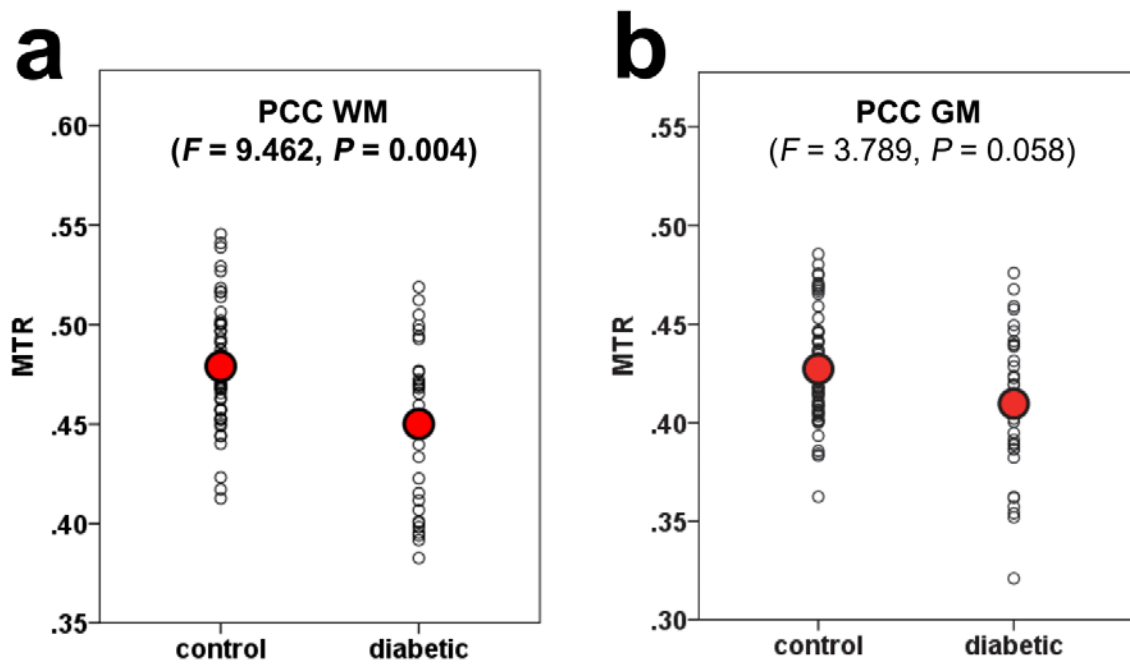 a
PCC WM
(F = 9.462, P = 0.004)
.60
.55
.50
.45
.40
.35
MTR
control
diabetic
b
PCC GM
(F = 3.789, P = 0.058)
.55
.50
.45
.40
.35
.30
MTR
control
diabetic